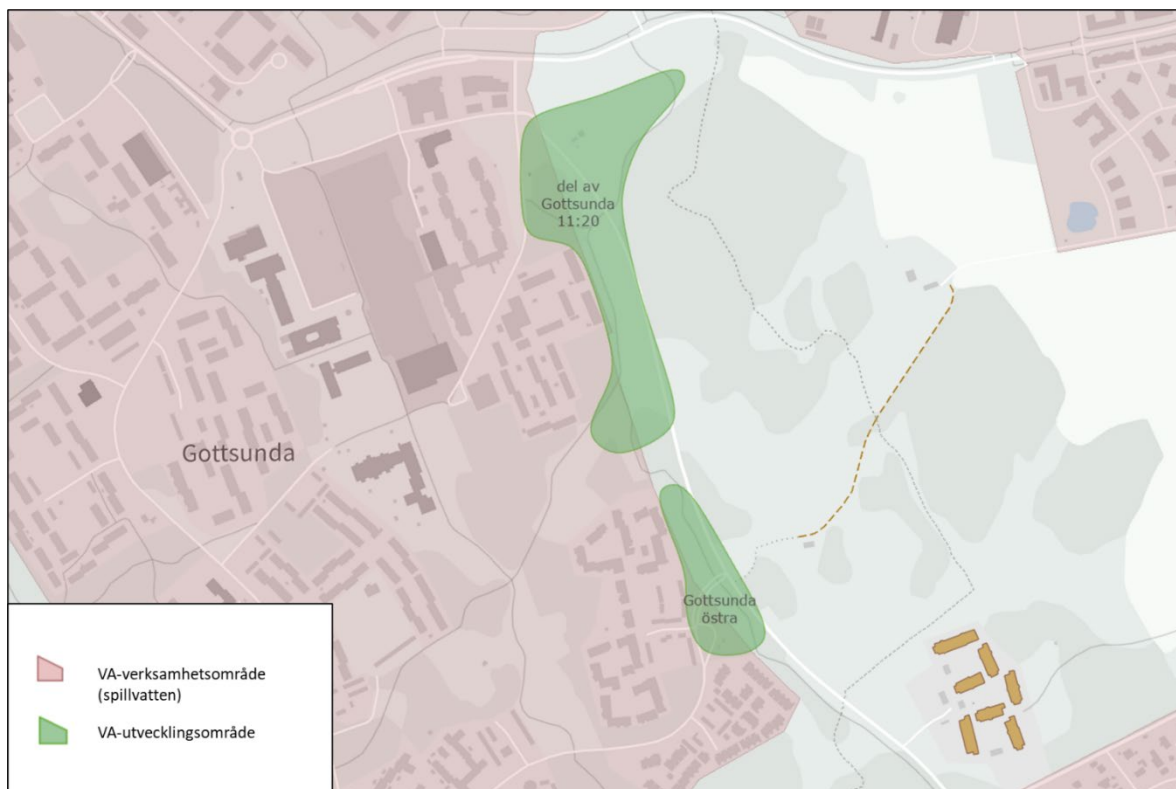 del av
Gottsunda
11:20
Gottsunda
Gottsunda
östra
VA-verksamhetsområde
(spillvatten)
VA-utvecklingsområde